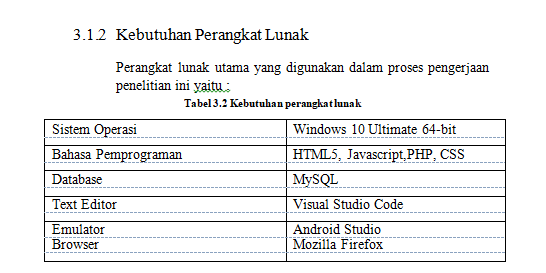 3.1.2 Kebutuhan Perangkat Lunak
Perangkat lunak utama yang digunakan dalam proses pengerjaan
penelitian ini yaitu :
Tabel 3.2 Kebutuhan perangkat lunak
Sistem Operasi Windows 10 Ultimate 64-bit
Bahasa Pemprograman HTML5, Javascript,PHP, CSS
Database MySQL
Text Editor Visual Studio Code
Emulator Android Studio
Browser Mozilla Firefox